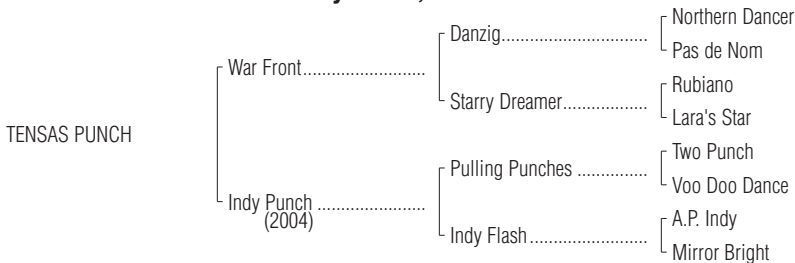 Northern Dancer
Danzig..............................
Pas de Nom
War Front.........................
Rubiano
Starry Dreamer.................
Lara's Star
TENSAS PUNCH
Two Punch
Pulling Punches ..............
Voo Doo Dance
Indy Punch ......................
(2004)
A.P. Indy
Indy Flash........................
Mirror Bright